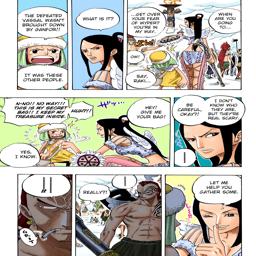 WHEN ARE
YOU
GOING
TO...
GET OVER
YOUR FEAR
OF HYPER?
YOU'RE IN
MY WAY.
SAY,
RAKI...
WHAT IS IT?
THE
DEFEATED
VASSAL WASN'T
BROUGHT DOWN
BY GANFOR!
IT WAS
THESE
OTHER
PEOPLE.
I DON'T
KNOW WHO
THEY ARE, BUT
THEY'RE REAL
SCARY!
BE
CAREFUL,
OKAY?
!
HEY!
GIVE ME
YOUR BAG!
HUH?!
N-NO!! NO WAY!!!
THIS IS MY SECRET
BAG! I KEEP MY
TREASURE INSIDE.
YES,
I KNOW.
LET ME
HELP YOU
GATHER SOME.
REALLY?!
!